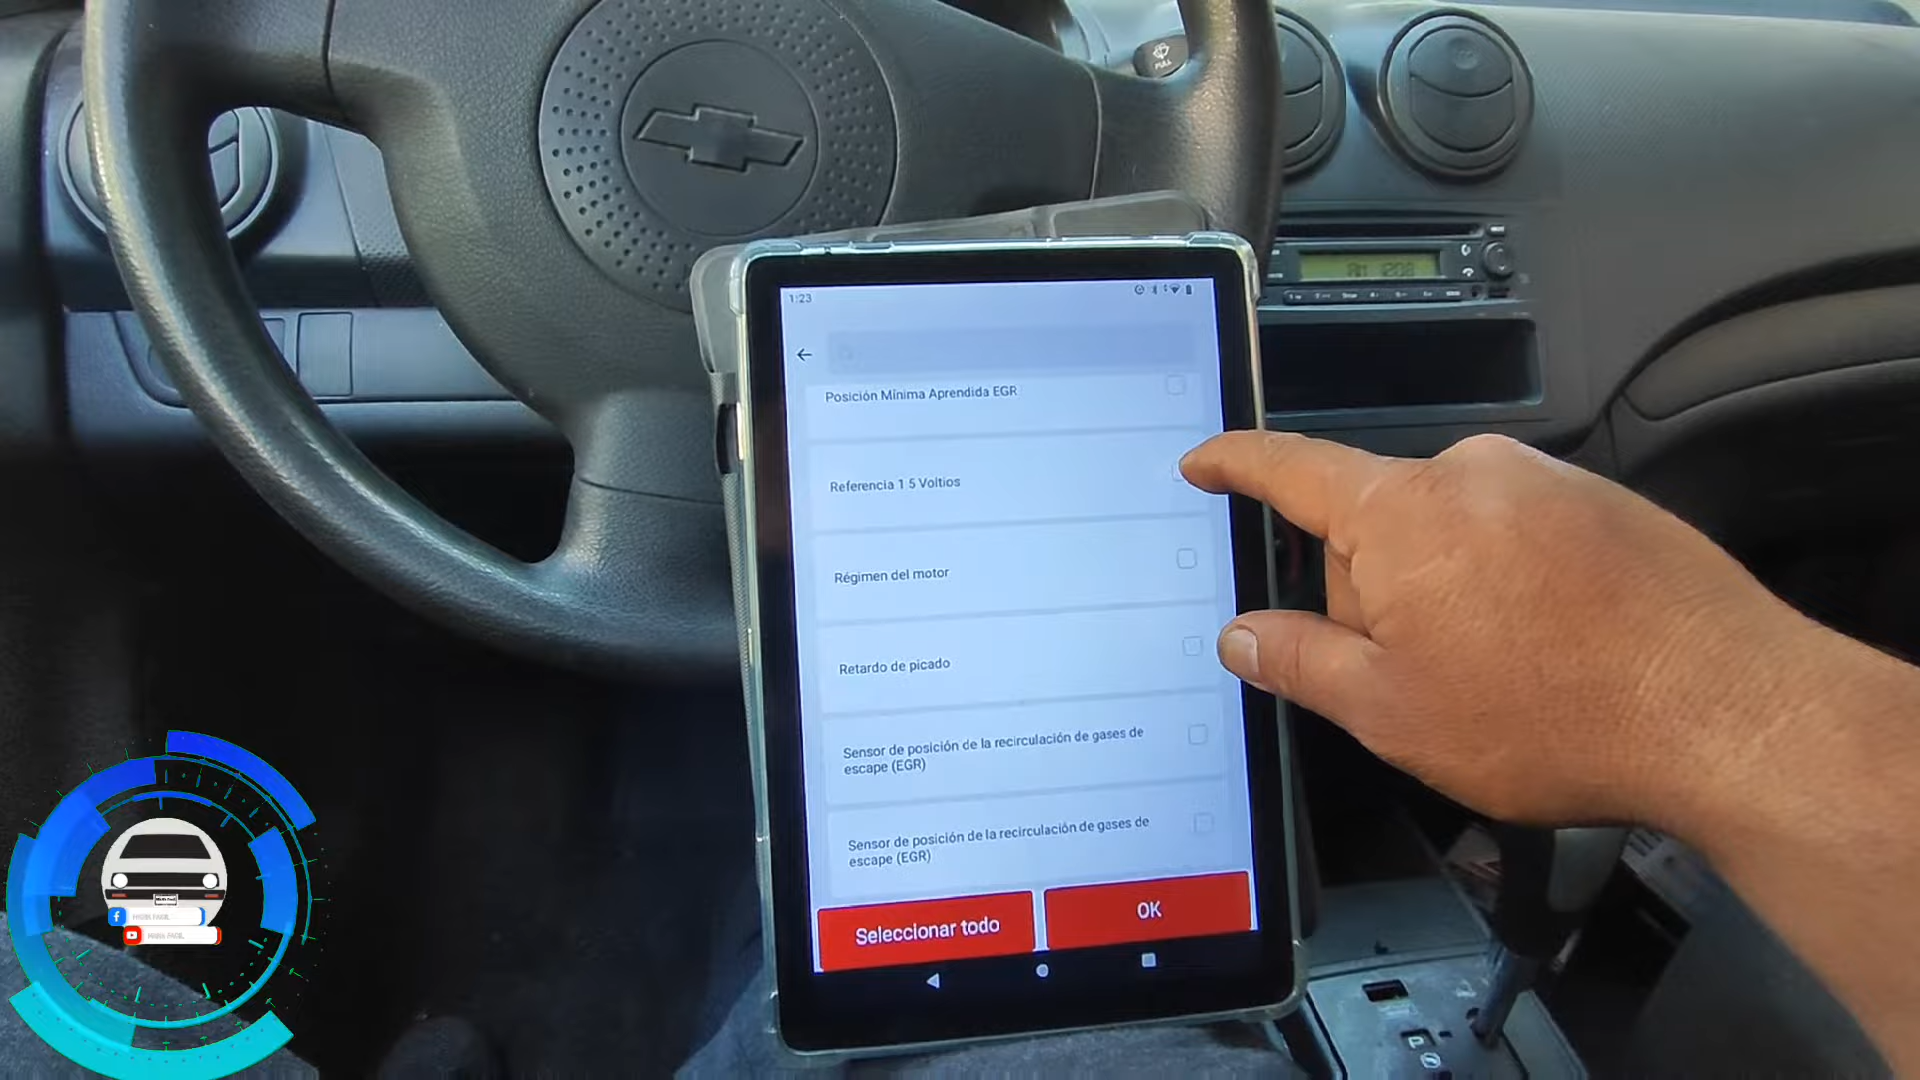 PULL
1:23
Posición Mínima Aprendida EGR
Referencia 1 5 Voltios
Régimen del motor
Retardo de picado
Sensor de posición de la recirculación de gases de
escape (EGR)
Sensor de posición de la recirculación de gases de
escape (EGR)
Seleccionar todo
OK
P